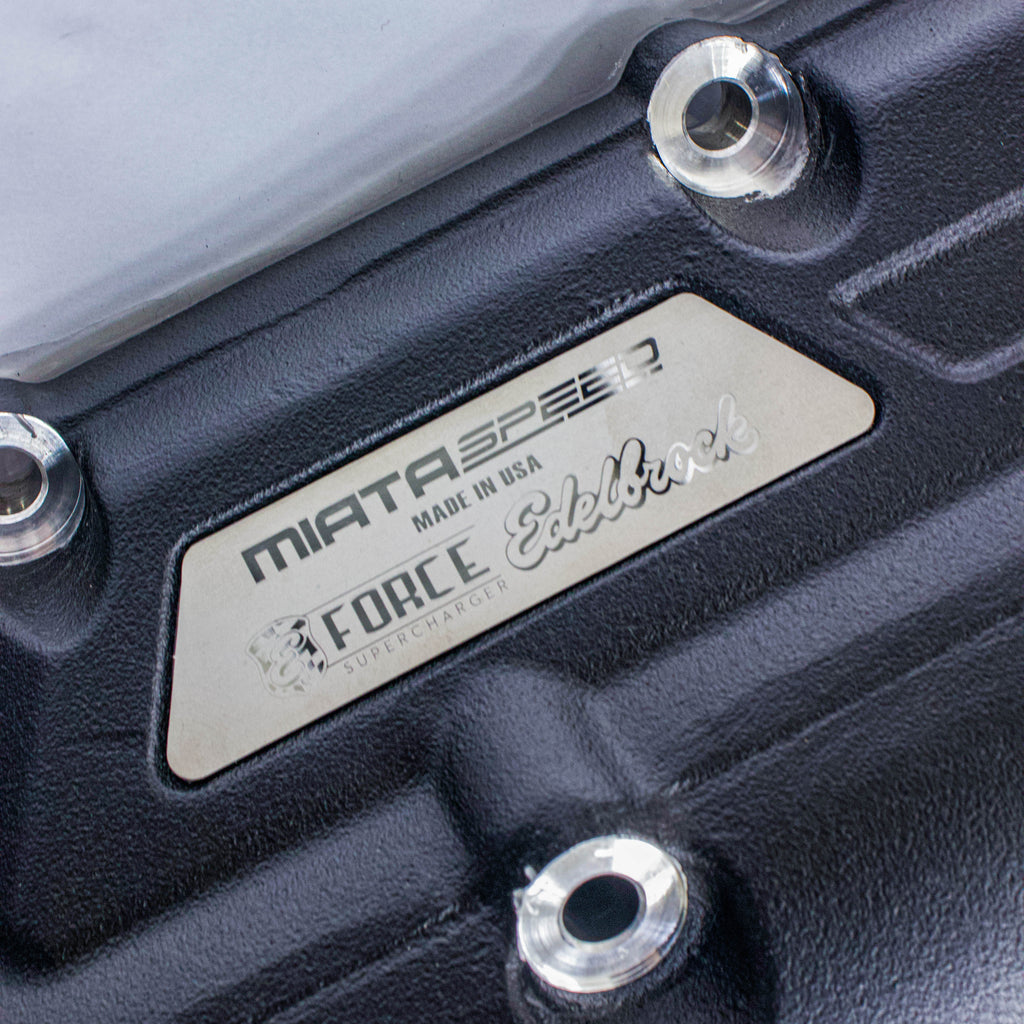 MIATASPEED
MADE IN USA
E FORCE
SUPERCHARGER
Edelbrock